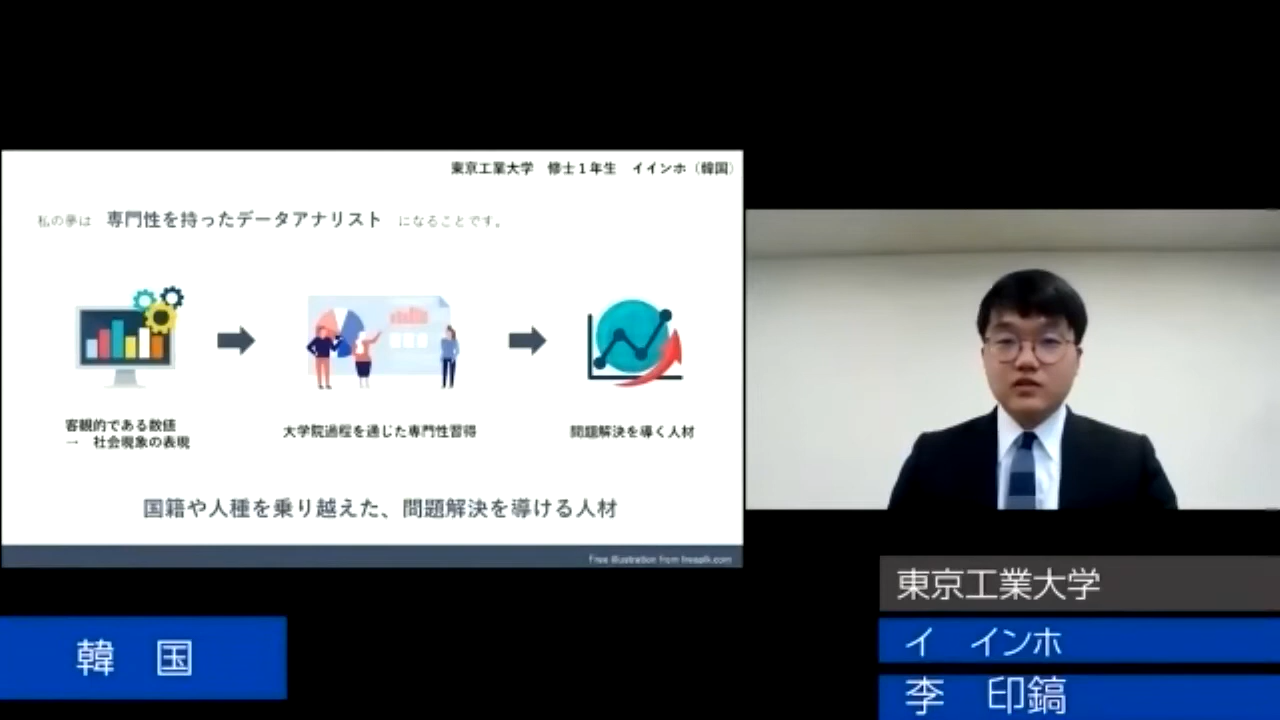 東京工業大学　修士１年生　イインホ（韓国）
私の夢は　専門性を持ったデータアナリスト　になることです。
客観的である数値
→　社会現象の表現
大学院過程を通じた専門性習得
問題解決を導く人材
国籍や人種を乗り越えた、問題解決を導ける人材
Free illustration from freepik.com
韓　国
東京工業大学
イ　インホ
李　印鎬